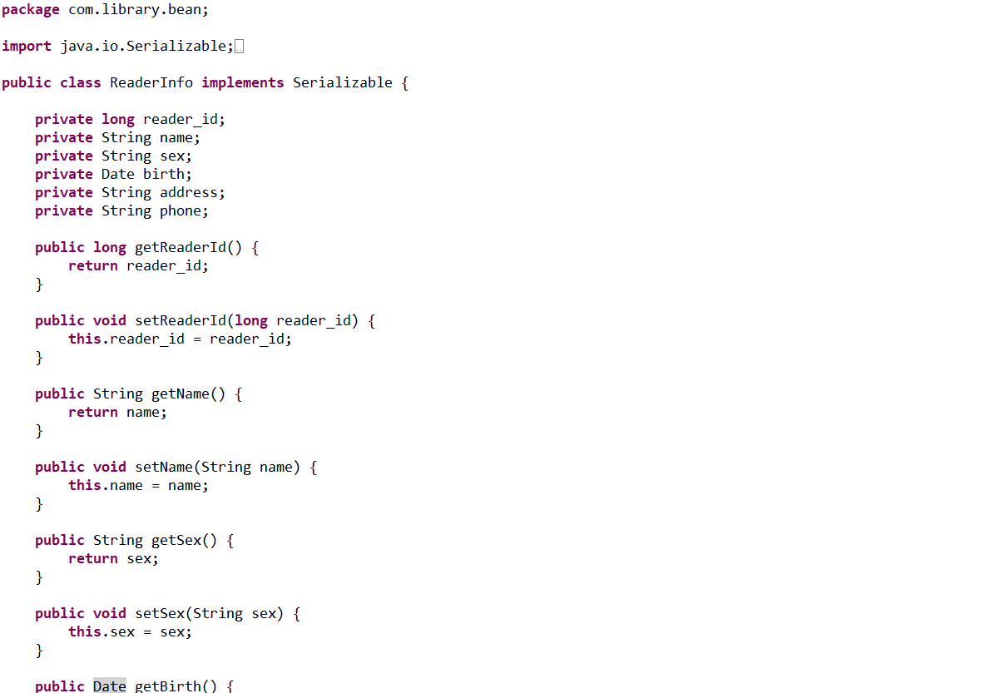 package com.library.bean;
import java.io.Serializable;
public class ReaderInfo implements Serializable {
private long reader_id;
private String name;
private String sex;
private Date birth;
private String address;
private String phone;
public long getReaderId() {
return reader_id;
}
public void setReaderId(long reader_id) {
this.reader_id = reader_id;
}
public String getName() {
return name;
}
public void setName(String name) {
this.name = name;
}
public String getSex() {
return sex;
}
public void setSex(String sex) {
this.sex = sex;
}
public Date getBirth() {